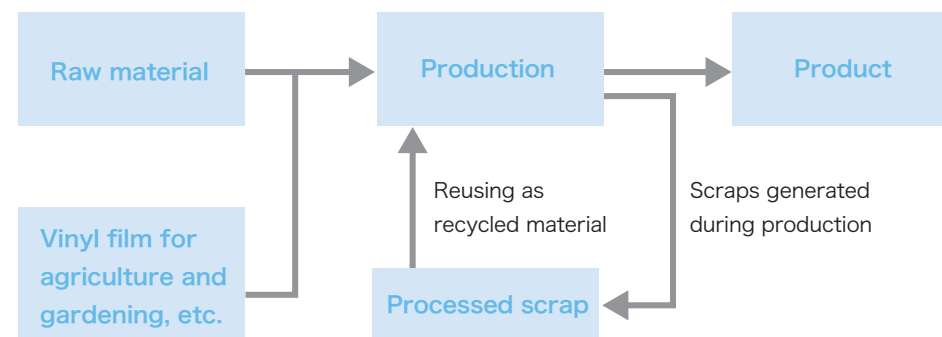 Raw material
Production
Product
Reusing as
recycled material
Scraps generated
during production
Vinyl film for
agriculture and
gardening, etc.
Processed scrap